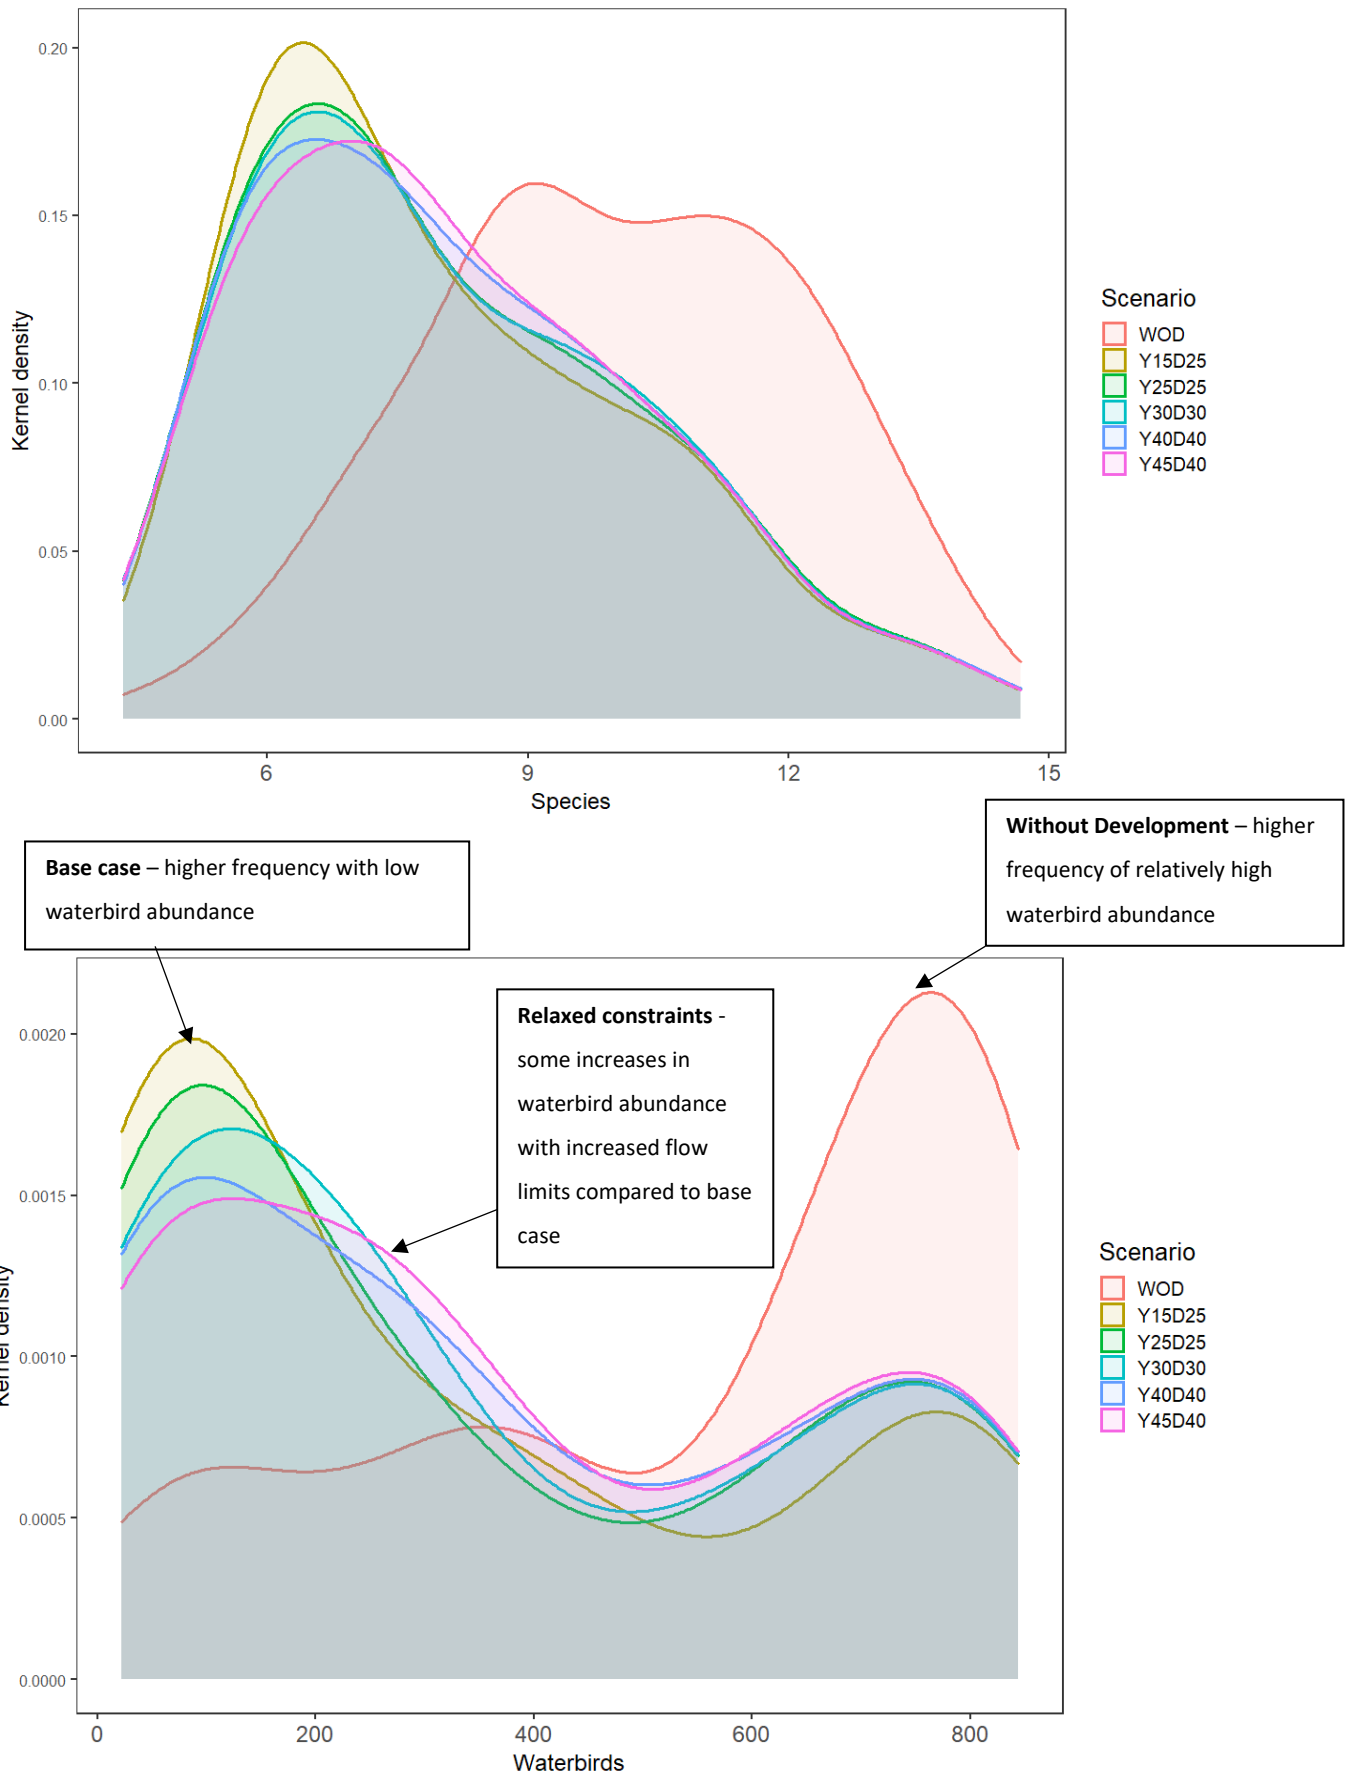 0.20
0.15
0.10
0.05
0.00
Kernel density
6
9
12
15
Species
Scenario
WOD
Y15D25
Y25D25
Y30D30
Y40D40
Y45D40
Base case – higher frequency with low
waterbird abundance
Without Development – higher
frequency of relatively high
waterbird abundance
Relaxed constraints -
some increases in
waterbird abundance
with increased flow
limits compared to base
case
0.0020
0.0015
0.0010
0.0005
0.0000
Kernel density
0
200
400
600
800
Waterbirds
Scenario
WOD
Y15D25
Y25D25
Y30D30
Y40D40
Y45D40